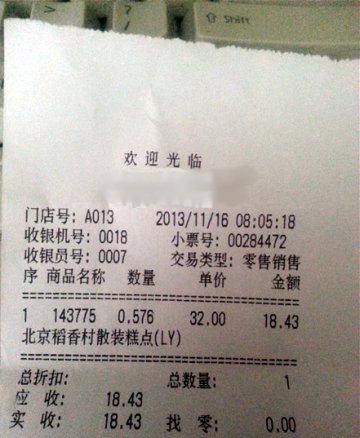 > . ? / ⇧ Shift
欢迎光临
门店号: A013 2013/11/16 08:05:18
收银机号: 0018 小票号: 00284472
收银员号: 0007 交易类型: 零售销售
序 商品名称 数量 单价 金额
==========================================
1 143775 0.576 32.00 18.43
北京稻香村散装糕点(LY)
==========================================
总折扣: 总数量: 1
应 收: 18.43
实 收: 18.43 找 零: 0.00